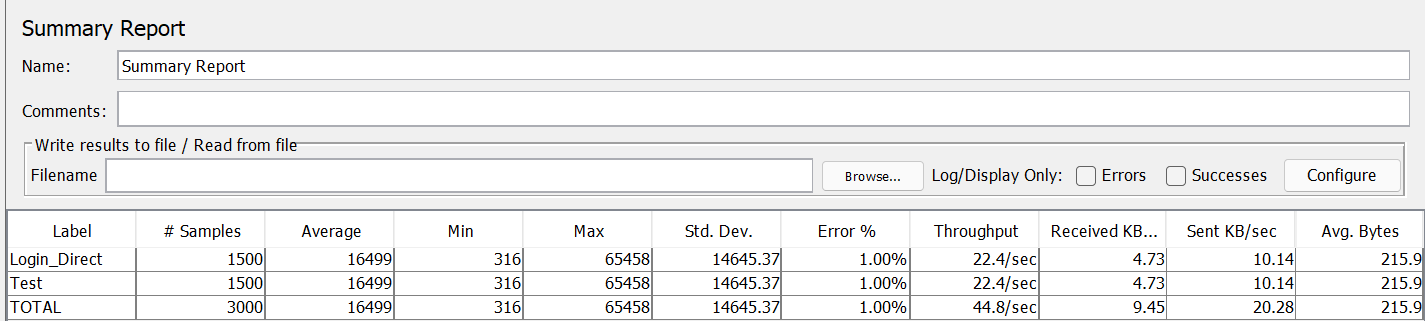 Summary Report
Name: Summary Report
Comments:
Write results to file / Read from file
Filename Browse... Log/Display Only: Errors Successes Configure
Label # Samples Average Min Max Std. Dev. Error % Throughput Received KB... Sent KB/sec Avg. Bytes
Login_Direct 1500 16499 316 65458 14645.37 1.00% 22.4/sec 4.73 10.14 215.9
Test 1500 16499 316 65458 14645.37 1.00% 22.4/sec 4.73 10.14 215.9
TOTAL 3000 16499 316 65458 14645.37 1.00% 44.8/sec 9.45 20.28 215.9